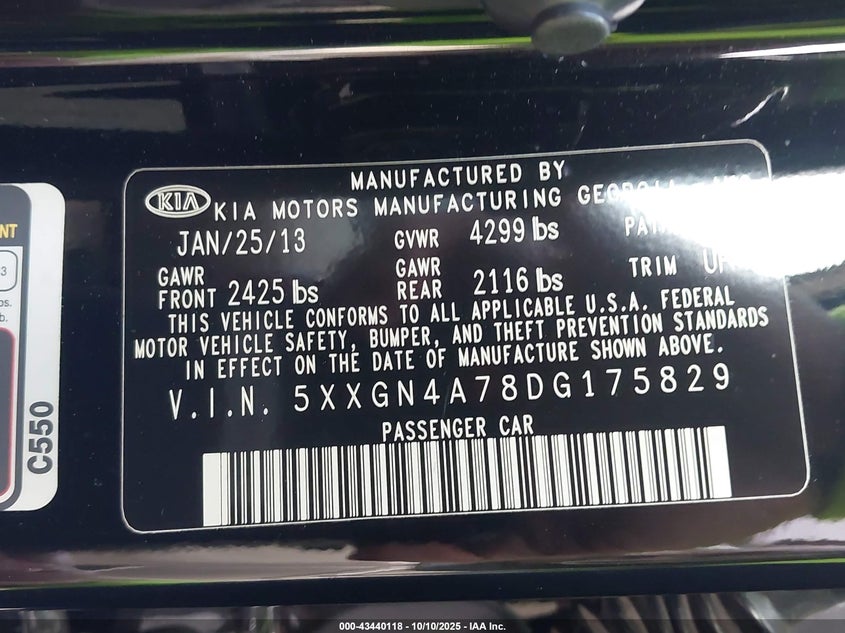 MANUFACTURED BY
KIA KIA MOTORS MANUFACTURING
JAN/25/13 GVWR 4299 lbs
GAWR FRONT 2425 lbs GAWR REAR 2116 lbs TRIM
THIS VEHICLE CONFORMS TO ALL APPLICABLE U.S.A. FEDERAL
MOTOR VEHICLE SAFETY, BUMPER, AND THEFT PREVENTION STANDARDS
IN EFFECT ON THE DATE OF MANUFACTURE SHOWN ABOVE.
V.I.N. 5XXGN4A78DG175829
PASSENGER CAR
C550
000-43440118 - 10/10/2025 - IAA Inc.